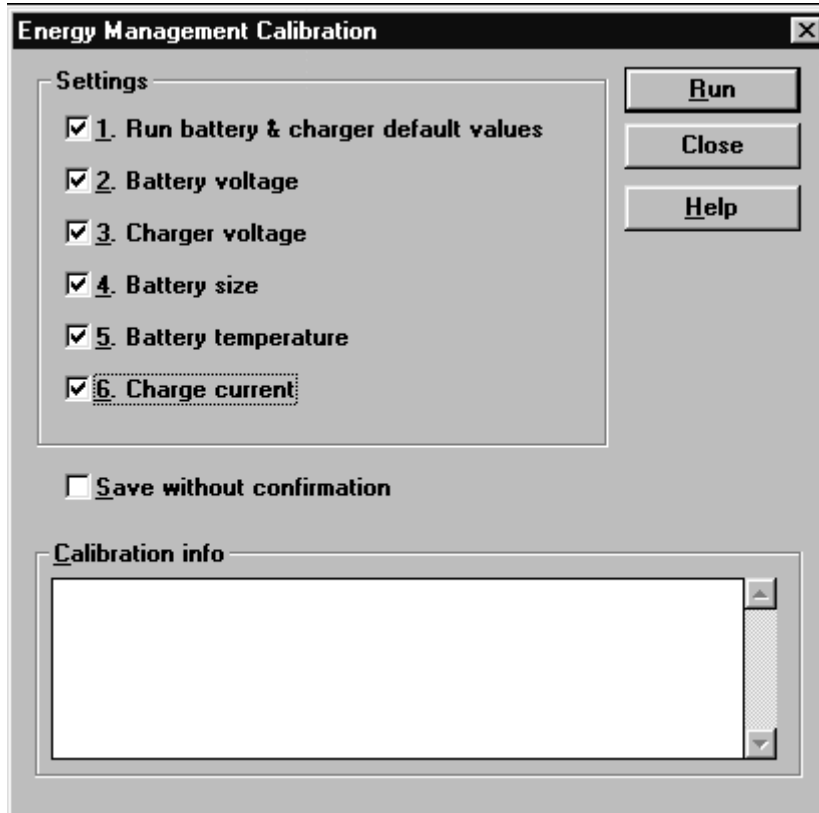 Energy Management Calibration
Settings
1. Run battery & charger default values
2. Battery voltage
3. Charger voltage
4. Battery size
5. Battery temperature
6. Charge current
Run
Close
Help
Save without confirmation
Calibration info